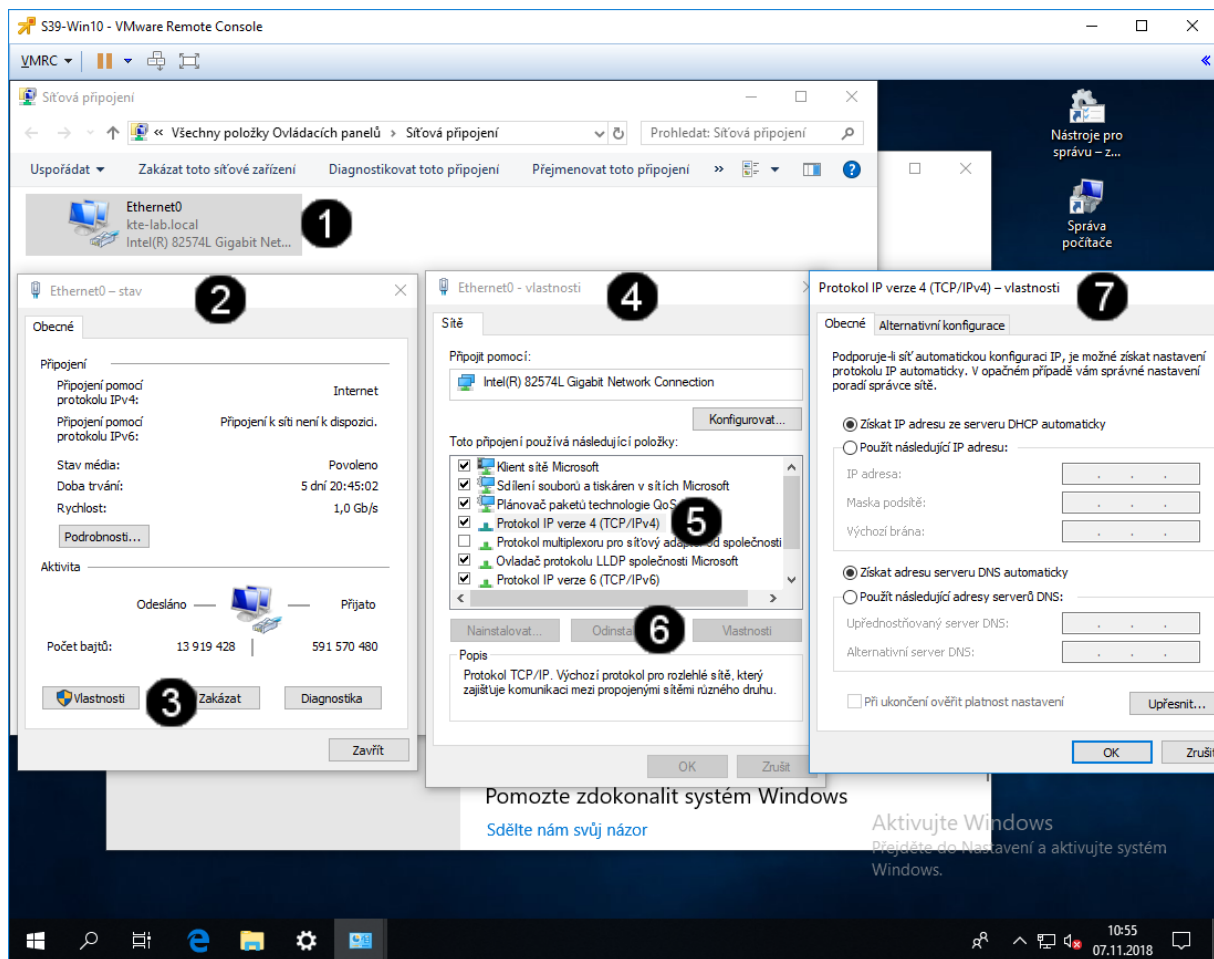 S39-Win10 - VMware Remote Console
VMRC
Síťová připojení
« Všechny položky Ovládacích panelů › Síťová připojení
Prohledat: Síťová připojení
Uspořádat
Zakázat toto síťové zařízení
Diagnostikovat toto připojení
Přejmenovat toto připojení
»
Ethernet0
kte-lab.local
Intel(R) 82574L Gigabit Net...
1
Nástroje pro
správu – z...
Správa
počítače
Ethernet0 – stav
2
Obecné
Připojení
Připojení pomocí
protokolu IPv4:
Internet
Připojení pomocí
protokolu IPv6:
Připojení k síti není k dispozici.
Stav média:
Povoleno
Doba trvání:
5 dní 20:45:02
Rychlost:
1,0 Gb/s
Podrobnosti...
Aktivita
Odesláno
Přijato
Počet bajtů:
13 919 428
591 570 480
Vlastnosti
3
Zakázat
Diagnostika
Zavřít
Ethernet0 - vlastnosti
4
Sítě
Připojit pomocí:
Intel(R) 82574L Gigabit Network Connection
Konfigurovat...
Toto připojení používá následující položky:
Klient sítě Microsoft
Sdílení souborů a tiskáren v sítích Microsoft
Plánovač paketů technologie QoS
Protokol IP verze 4 (TCP/IPv4)
5
Protokol multiplexoru pro síťový adaptér od společnosti
Ovladač protokolu LLDP společnosti Microsoft
Protokol IP verze 6 (TCP/IPv6)
Nainstalovat...
Odinsta
6
Vlastnosti
Popis
Protokol TCP/IP. Výchozí protokol pro rozlehlé sítě, který
zajišťuje komunikaci mezi propojenými sítěmi různého druhu.
OK
Zrušit
Protokol IP verze 4 (TCP/IPv4) – vlastnosti
7
Obecné
Alternativní konfigurace
Podporuje-li síť automatickou konfiguraci IP, je možné získat nastavení
protokolu IP automaticky. V opačném případě vám správné nastavení
poradí správce sítě.
Získat IP adresu ze serveru DHCP automaticky
Použít následující IP adresu:
IP adresa:
Maska podsítě:
Výchozí brána:
Získat adresu serveru DNS automaticky
Použít následující adresy serverů DNS:
Upřednostňovaný server DNS:
Alternativní server DNS:
Při ukončení ověřit platnost nastavení
Upřesnit...
OK
Zrušit
Pomozte zdokonalit systém Windows
Sdělte nám svůj názor
Aktivujte Windows
Přejděte do Nastavení a aktivujte systém
Windows.
10:55
07.11.2018